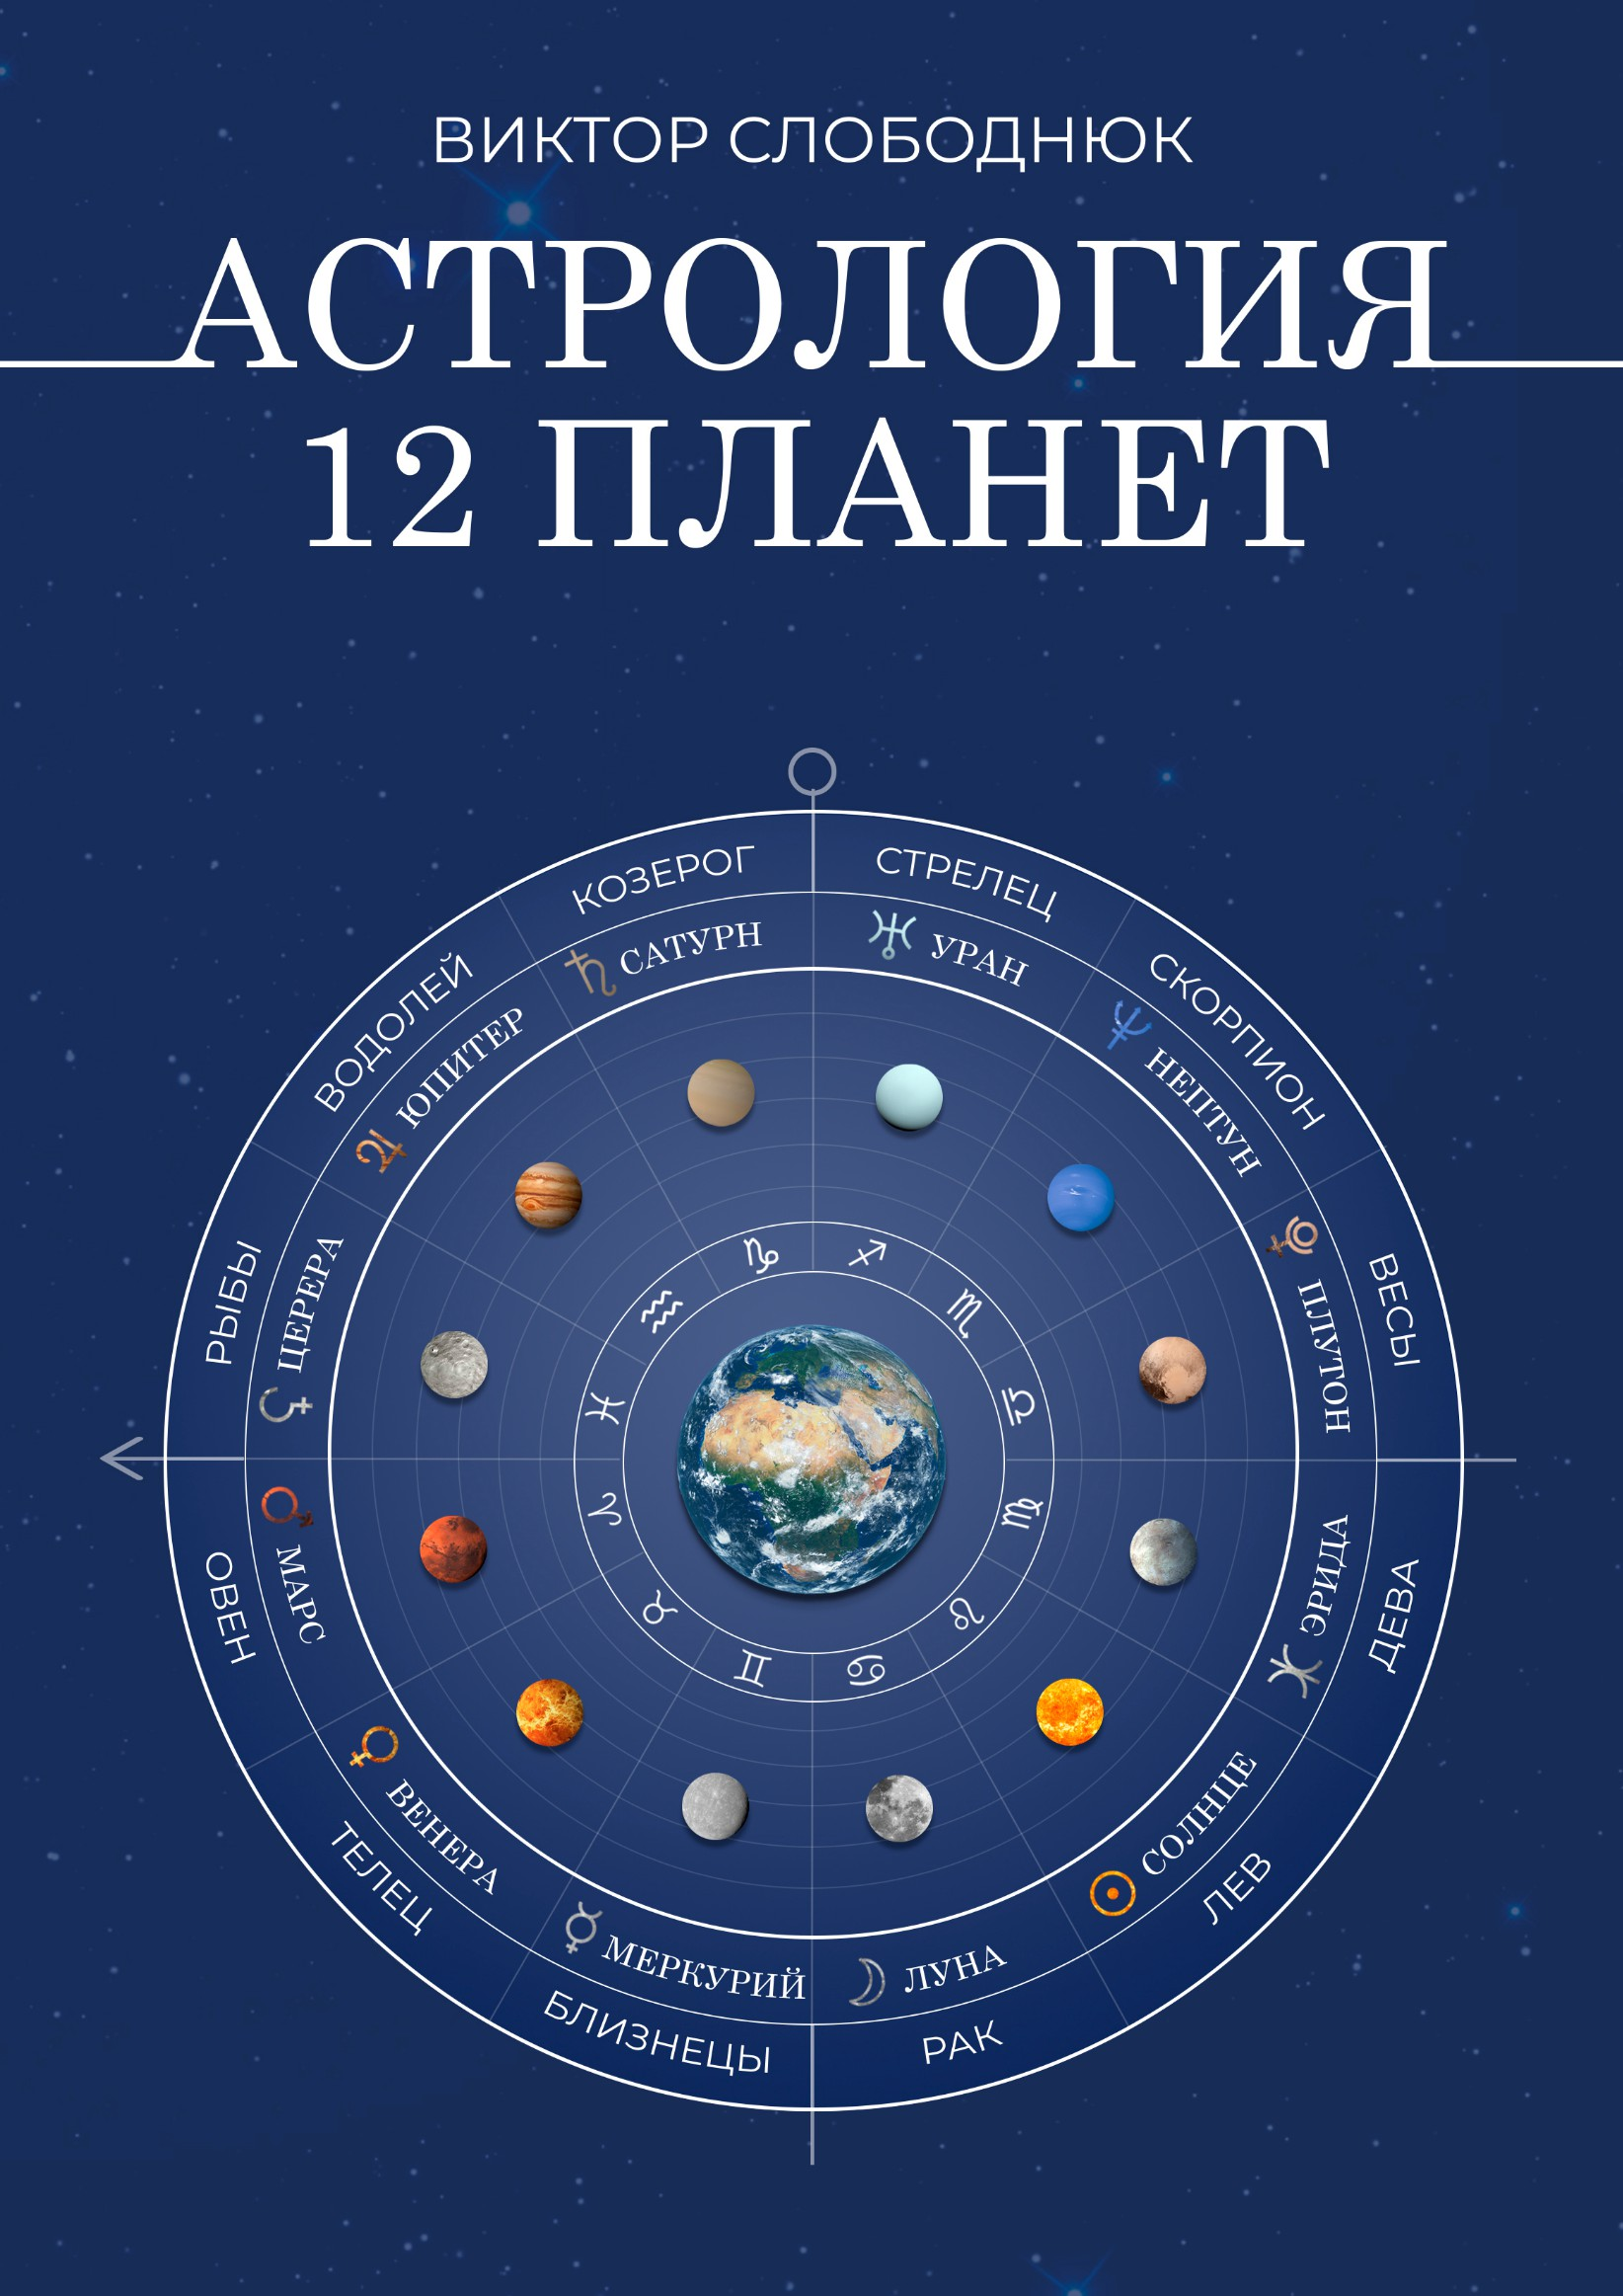 ВИКТОР СЛОБОДНЮК
АСТРОЛОГИЯ
12 ПЛАНЕТ
КОЗЕРОГ
СТРЕЛЕЦ
САТУРН
УРАН
ВОДОЛЕЙ
СКОРПИОН
ЮПИТЕР
НЕПТУН
РЫБЫ
ЦЕРЕРА
ПЛУТОН
ВЕСЫ
ОВЕН
МАРС
ЭРИДА
ДЕВА
ВЕНЕРА
СОЛНЦЕ
ТЕЛЕЦ
ЛЕВ
МЕРКУРИЙ
ЛУНА
БЛИЗНЕЦЫ
РАК